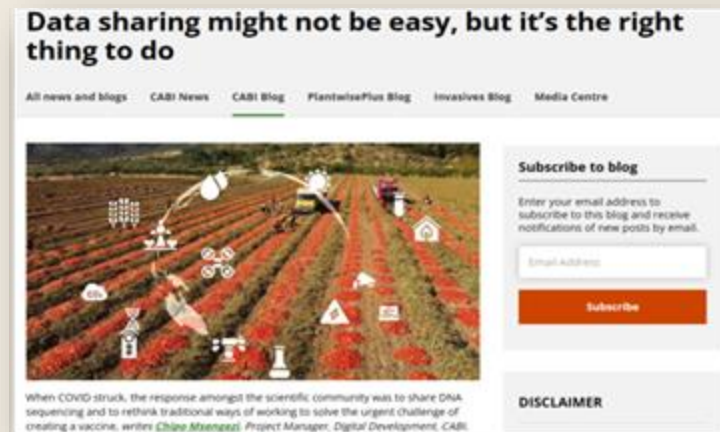 Data sharing might not be easy, but it's the right
thing to do
All news and blogs CABI News CABI Blog PlantwisePlus Blog Invasives Blog Media Centre
Subscribe to blog
Enter your email address to
subscribe to this blog and receive
notifications of new posts by email.
Email Address
Subscribe
CO₂
When COVID struck, the response amongst the scientific community was to share DNA
sequencing and to rethink traditional ways of working to solve the urgent challenge of
creating a vaccine, writes Chipo Msengezi, Project Manager, Digital Development, CABI.
DISCLAIMER